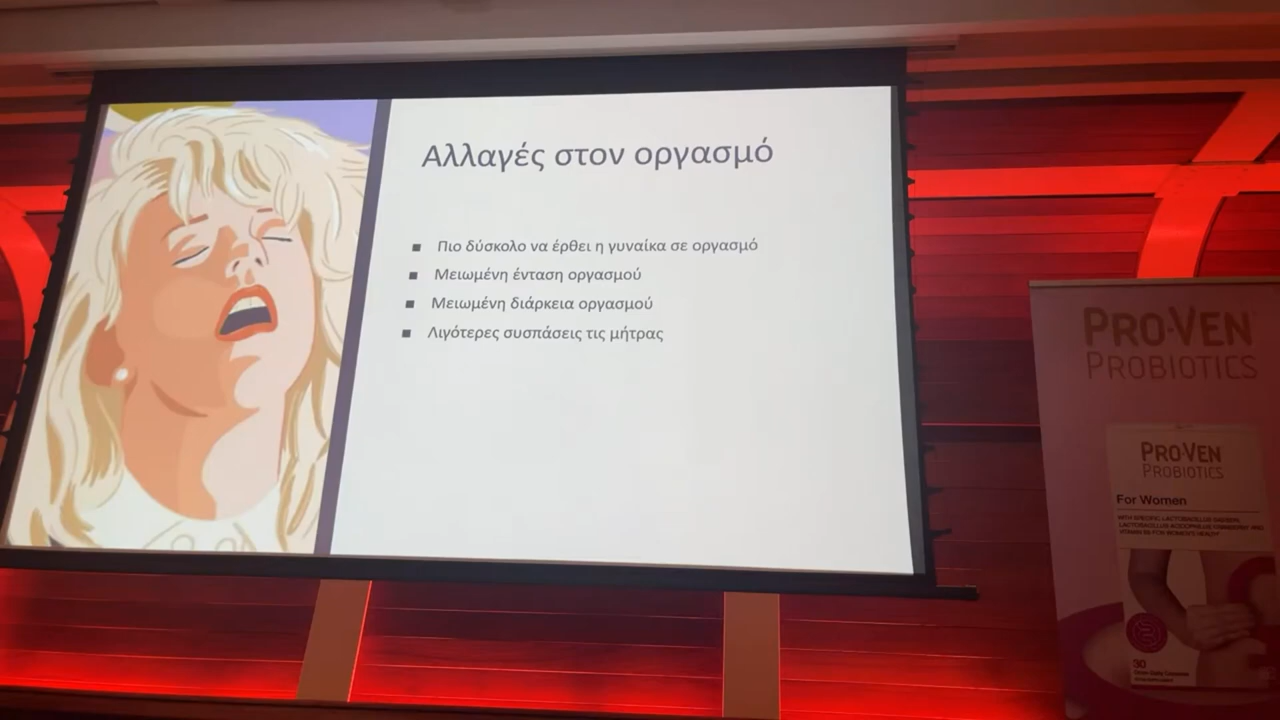 Αλλαγές στον οργασμό
Πιο δύσκολο να έρθει η γυναίκα σε οργασμό
Μειωμένη ένταση οργασμού
Μειωμένη διάρκεια οργασμού
Λιγότερες συσπάσεις τις μήτρας
PRO-VEN
PROBIOTICS
PRO-VEN
PROBIOTICS
For Women
30